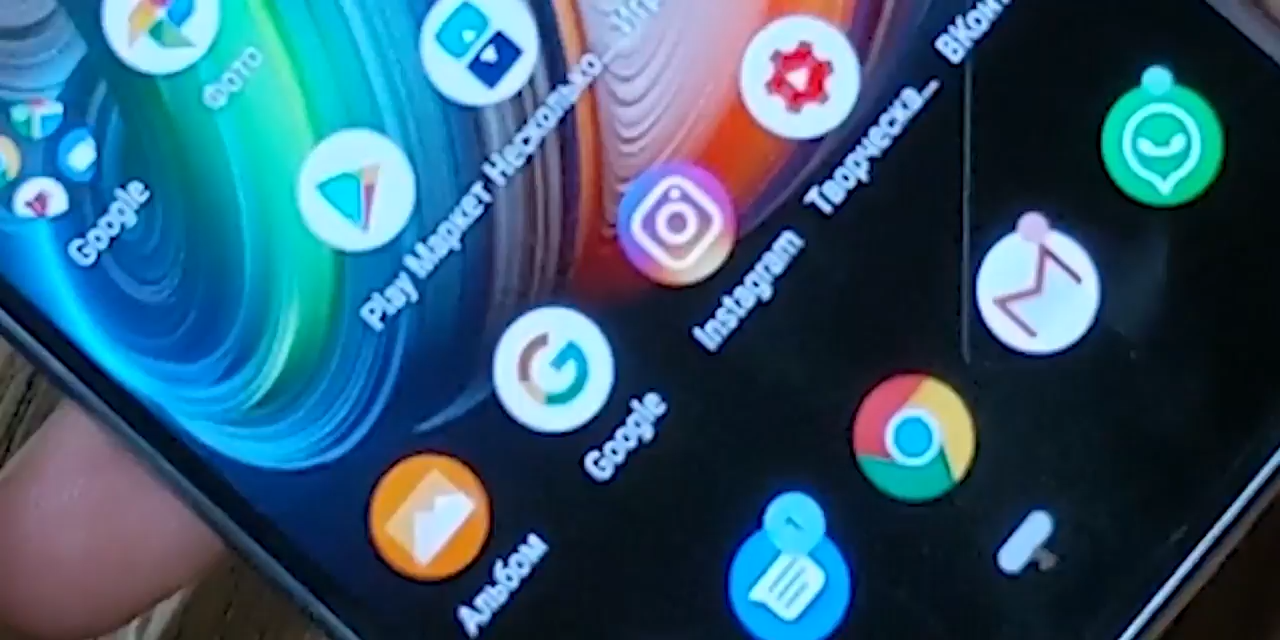 Фото
Google
Play Маркет
Несколько...
Instagram
Творческа...
ВКонт
Google
Альбом